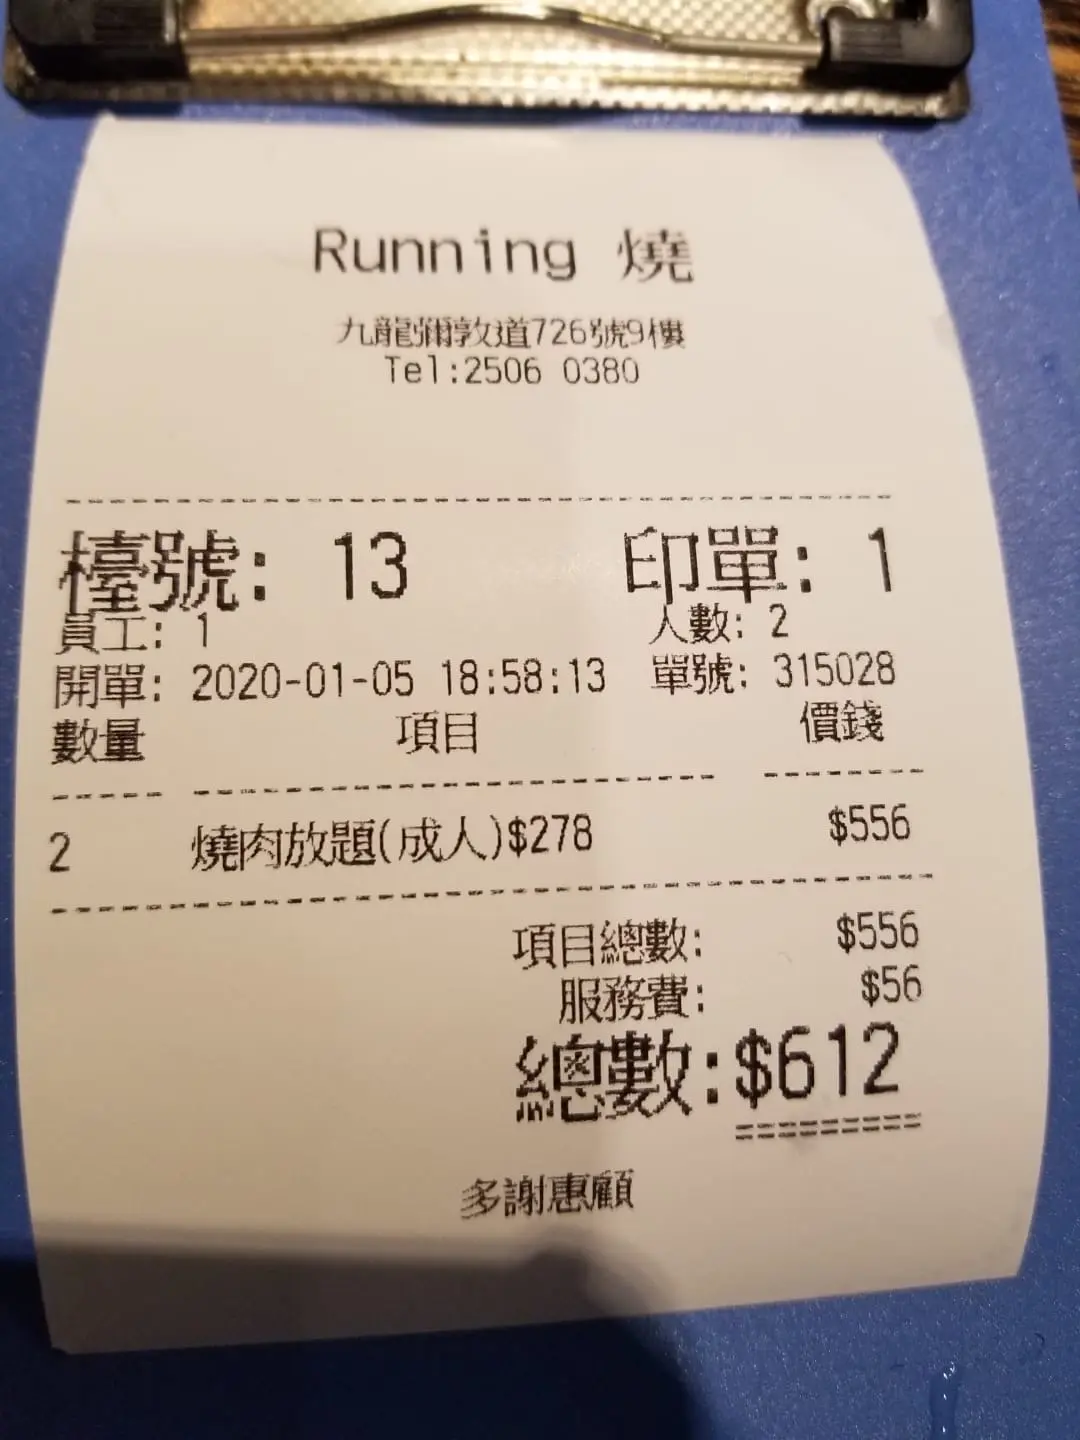 Running 燒
九龍彌敦道726號9樓
Tel:2506 0380
檯號: 13 印單: 1
員工: 1 人數: 2
開單: 2020-01-05 18:58:13 單號: 315028
數量 項目 價錢
2 燒肉放題(成人)$278 $556
項目總數: $556
服務費: $56
總數:$612
多謝惠顧